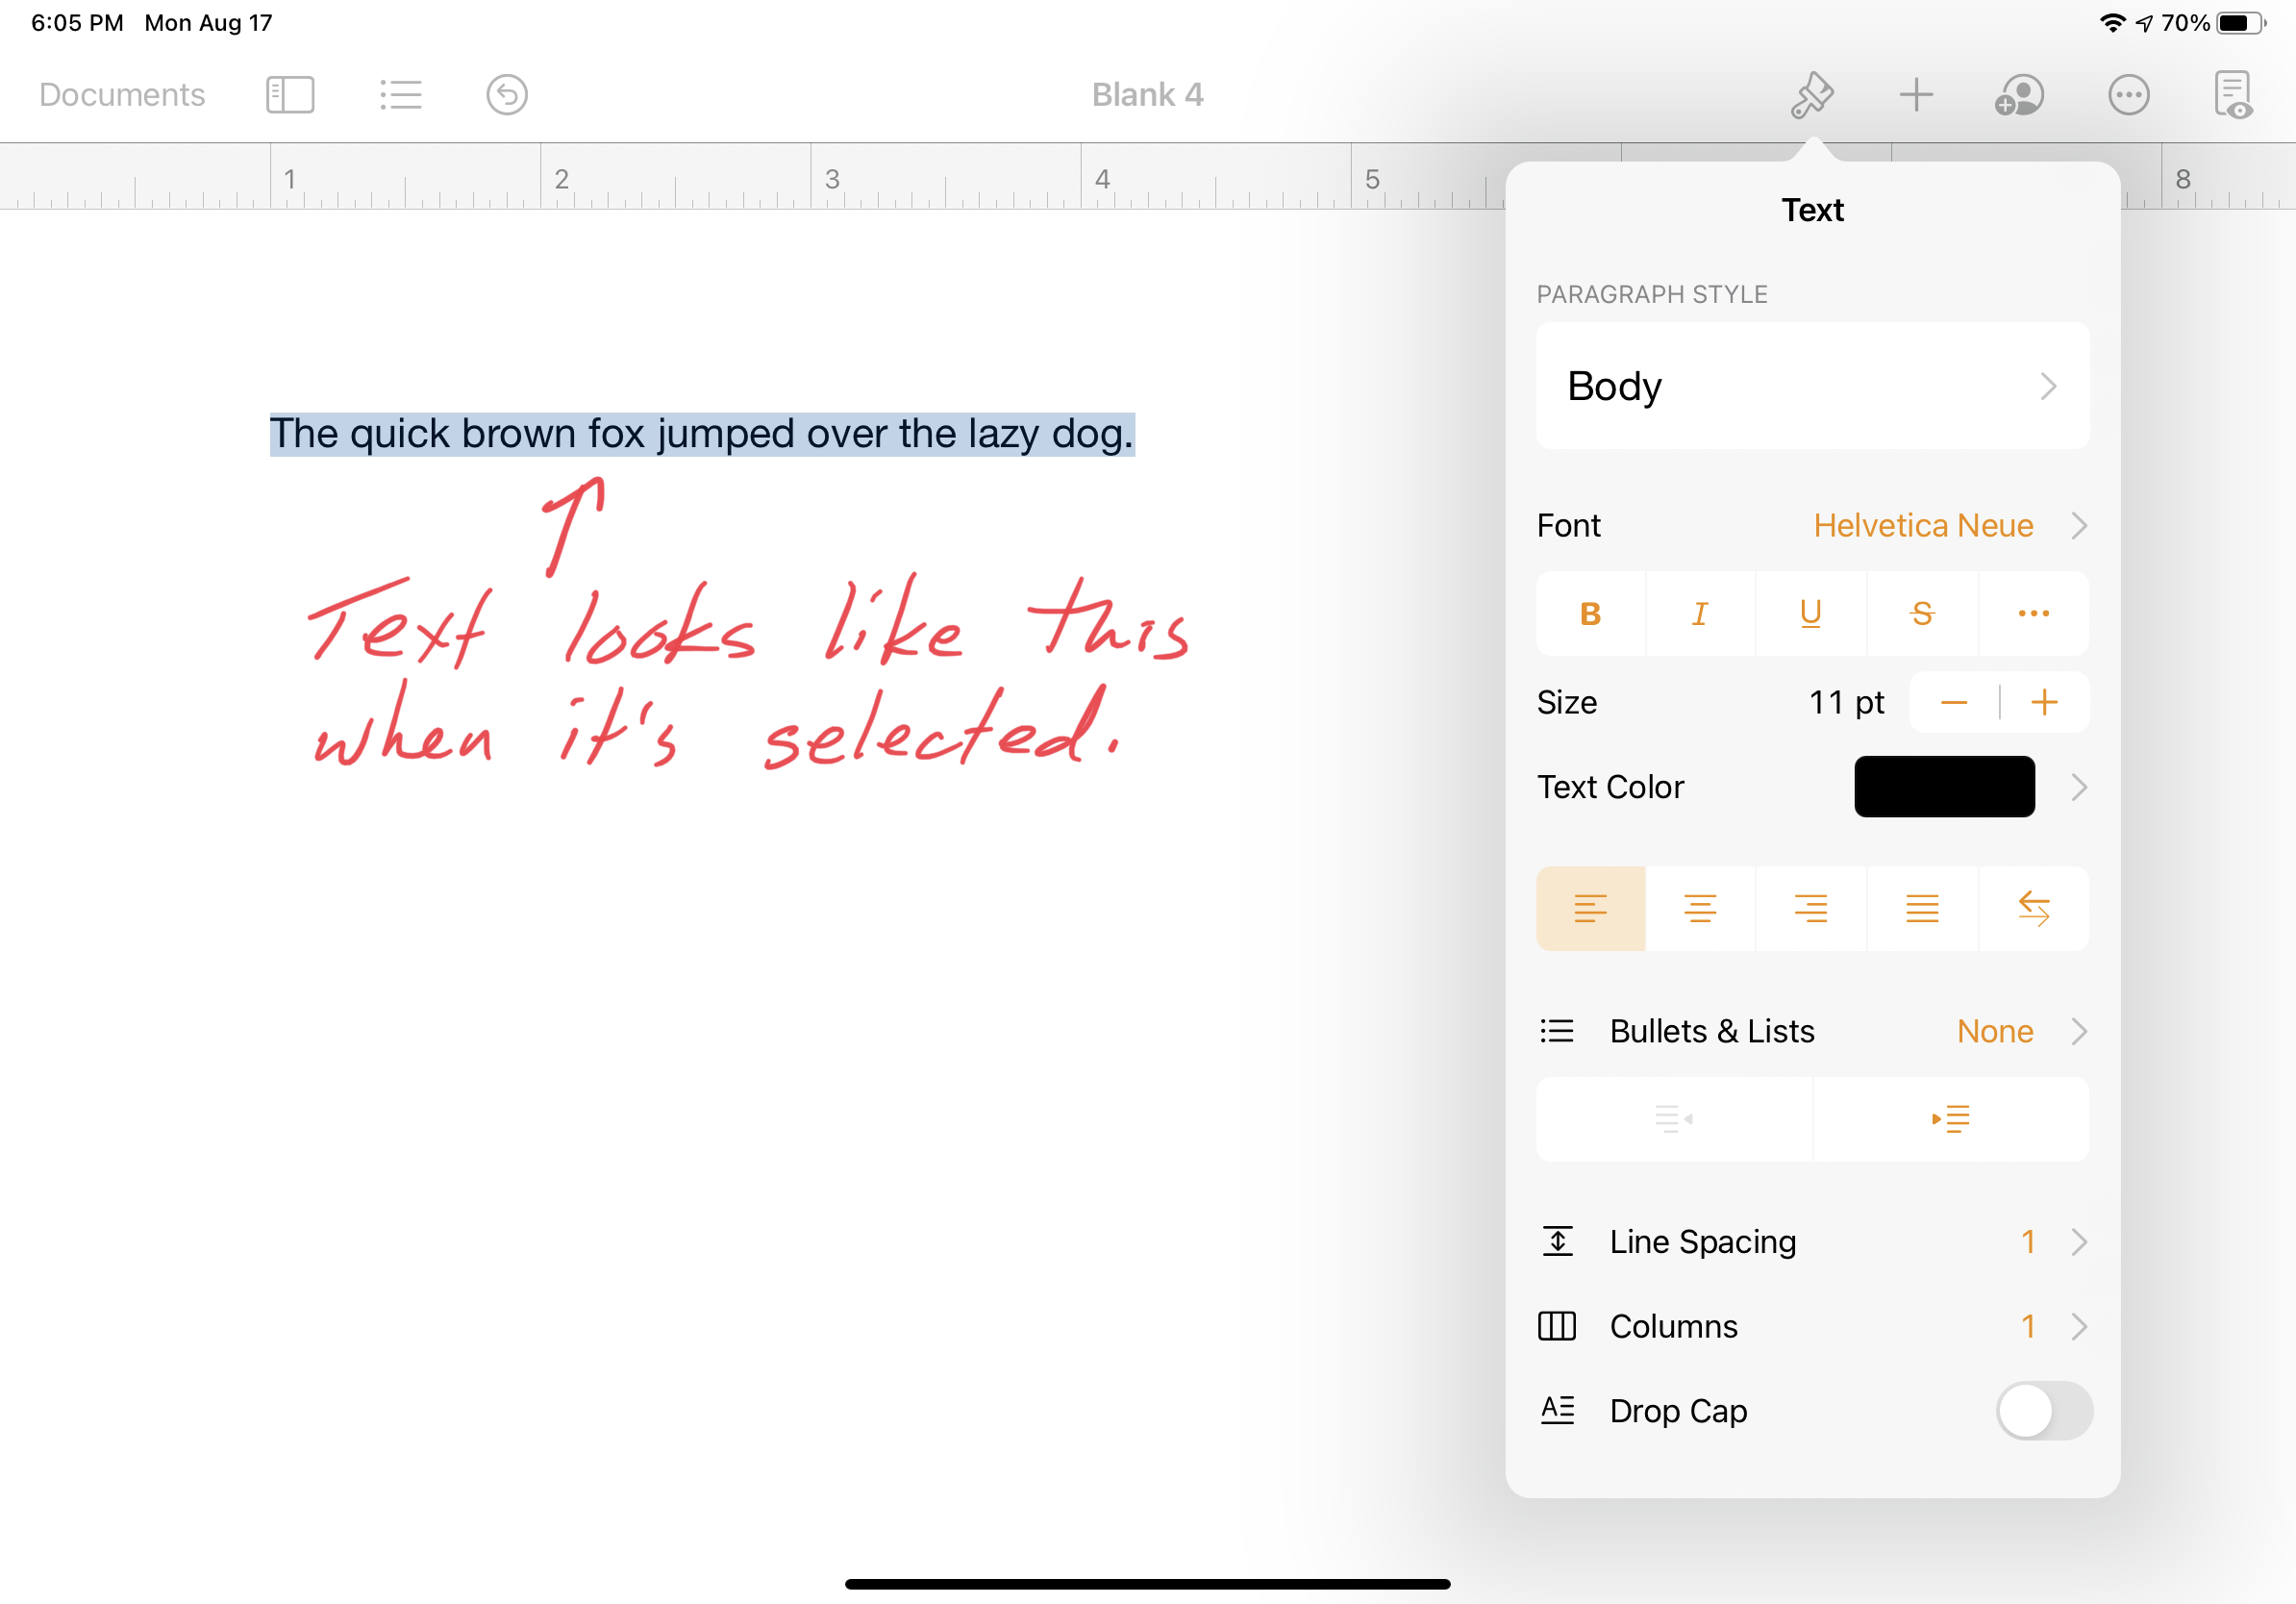 6:05 PM Mon Aug 17 70%
Documents Blank 4
1 2 3 4 5 8
The quick brown fox jumped over the lazy dog.
Text looks like this
when it's selected.
Text
PARAGRAPH STYLE
Body
Font Helvetica Neue
B I U S
Size 11 pt
Text Color
Bullets & Lists None
Line Spacing 1
Columns 1
Drop Cap